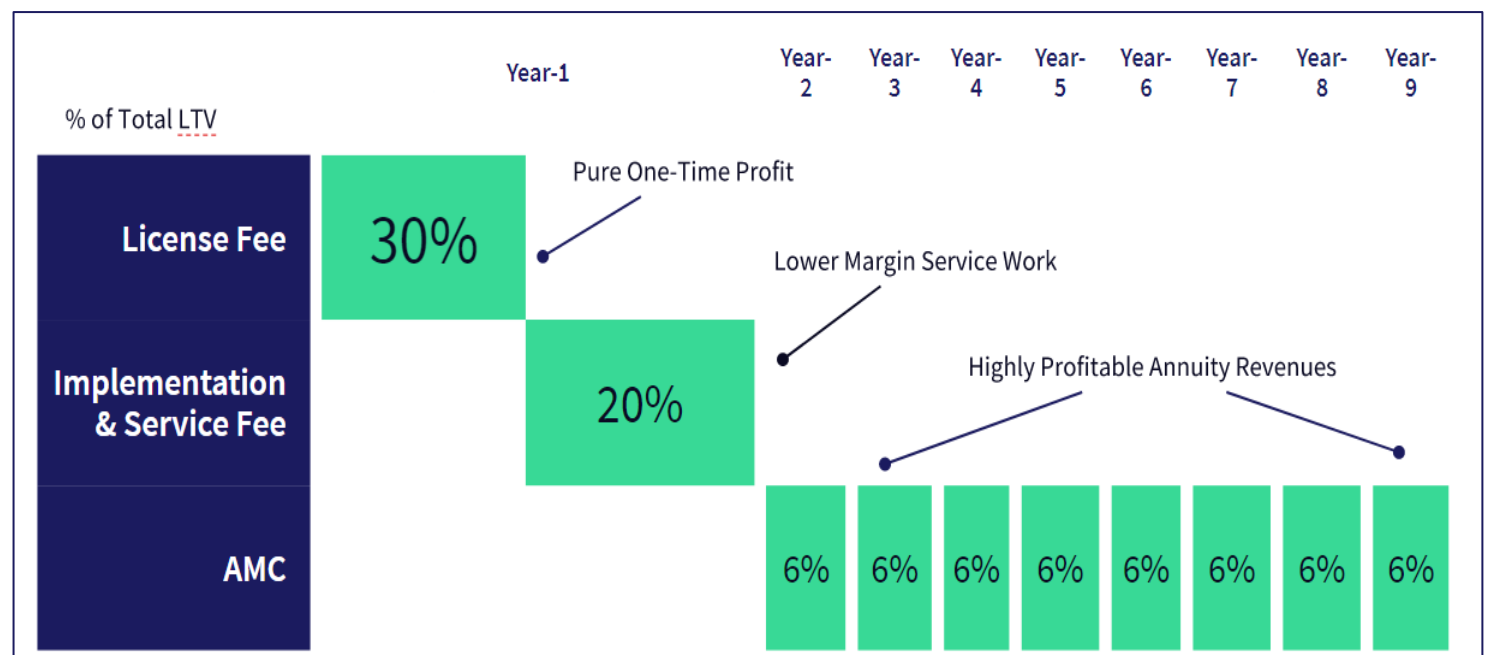 Year-1
Year-
2
Year-
3
Year-
4
Year-
5
Year-
6
Year-
7
Year-
8
Year-
9
% of Total LTV
Pure One-Time Profit
License Fee
30%
Lower Margin Service Work
Implementation
& Service Fee
20%
Highly Profitable Annuity Revenues
AMC
6%
6%
6%
6%
6%
6%
6%
6%